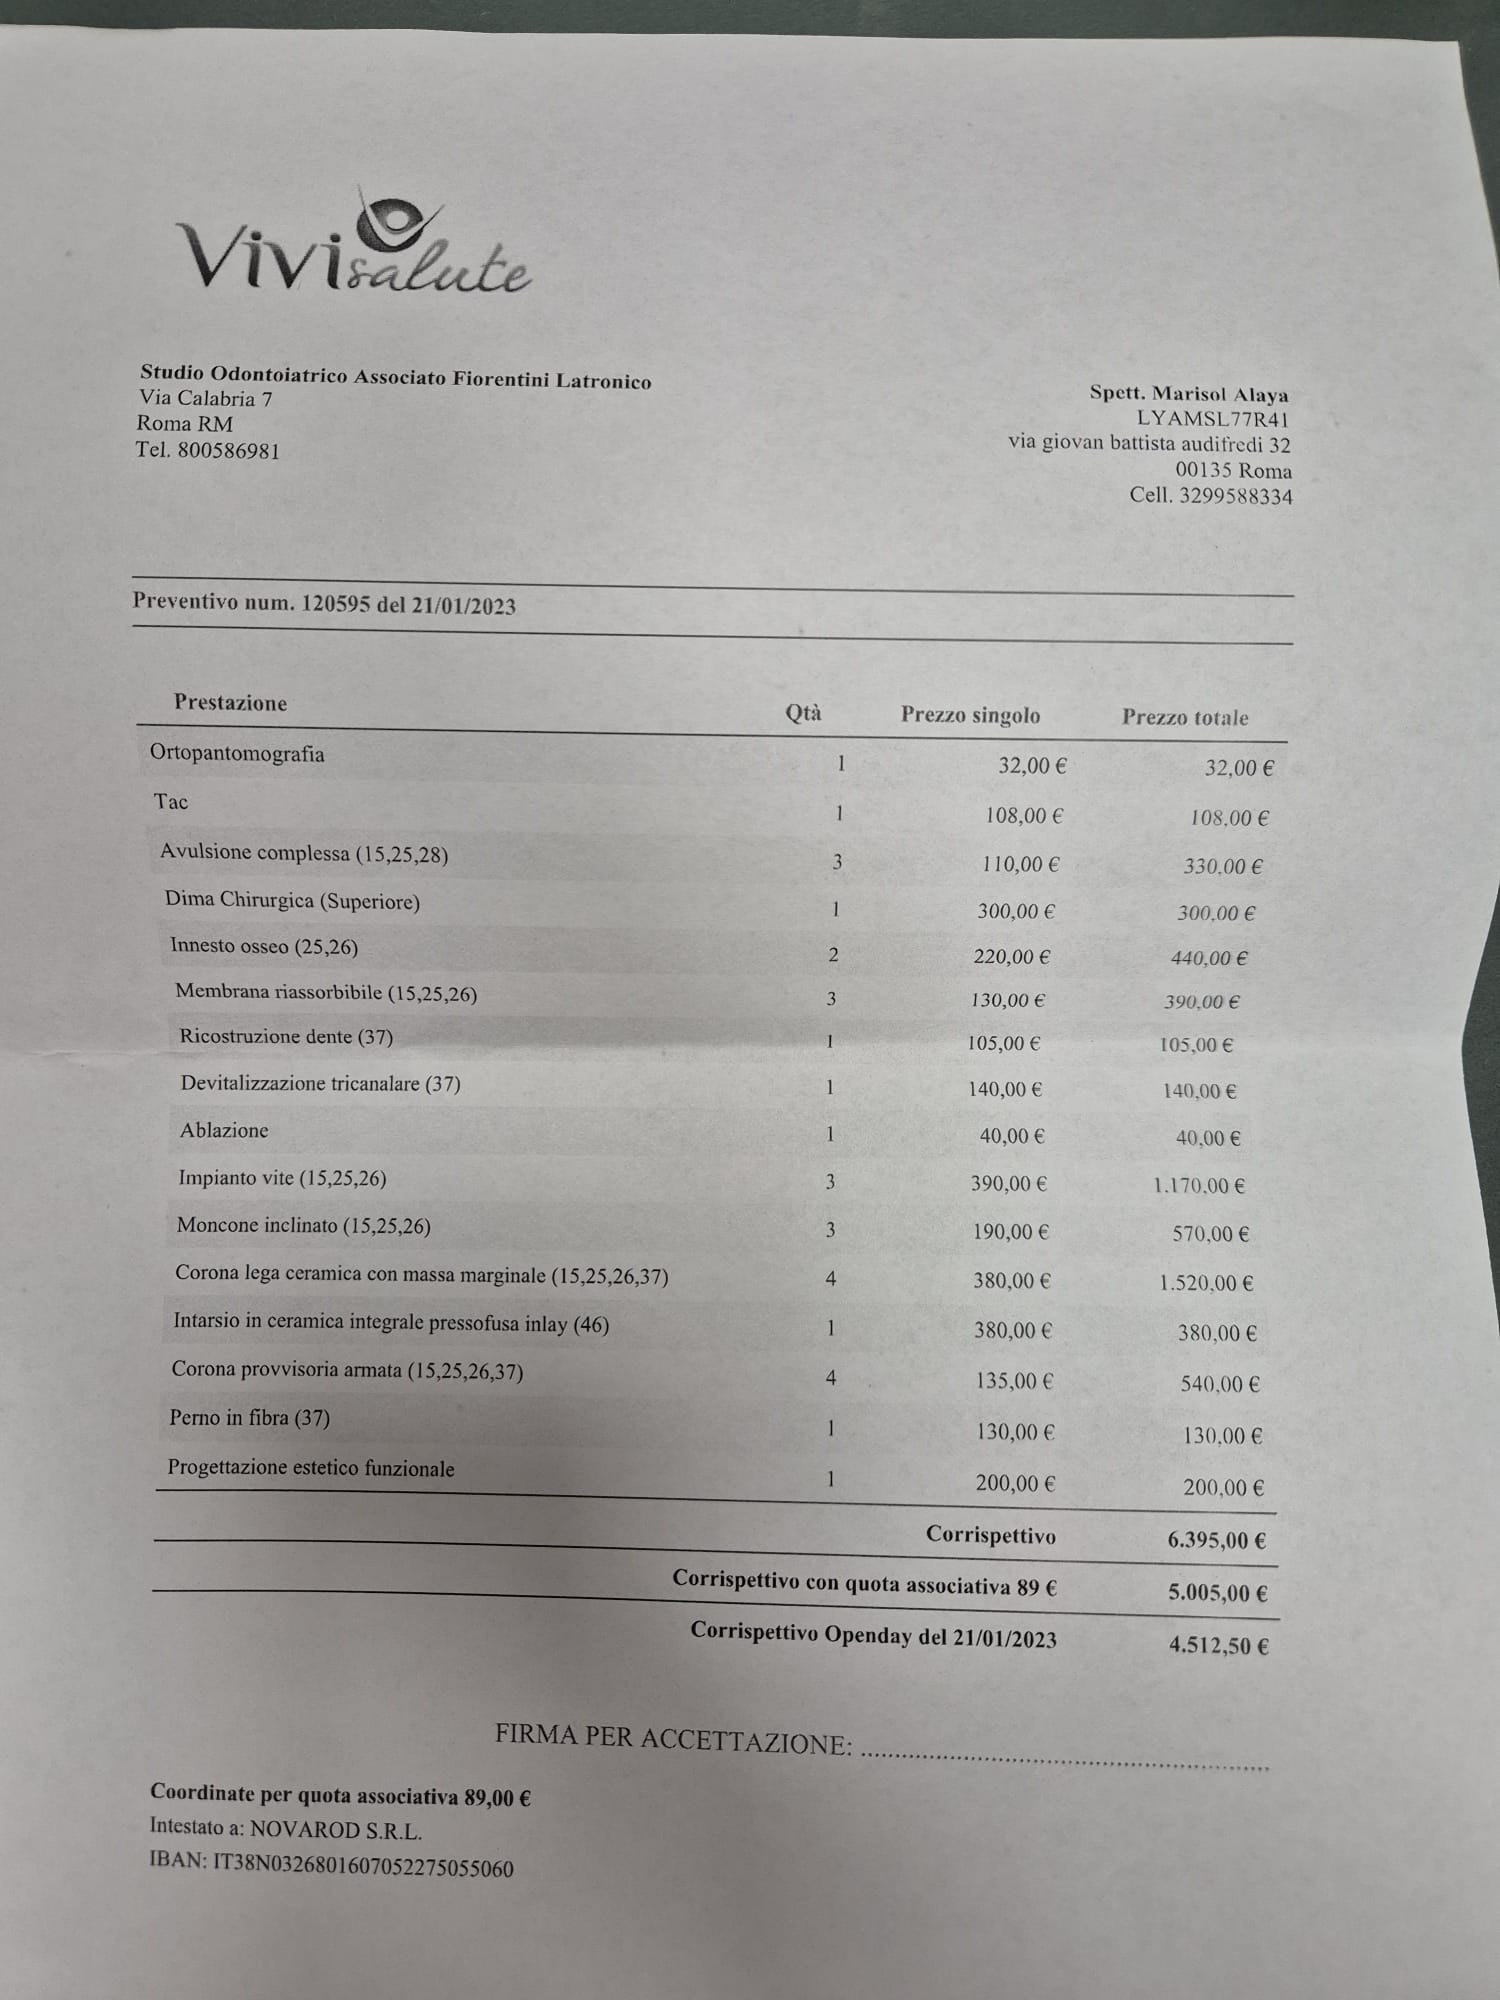 Vivisalute
Studio Odontoiatrico Associato Fiorentini Latronico
Via Calabria 7
Roma RM
Tel. 800586981
Spett. Marisol Alaya
LYAMSL77R41
via giovan battista audifredi 32
00135 Roma
Cell. 3299588334
Preventivo num. 120595 del 21/01/2023
Prestazione Qtà Prezzo singolo Prezzo totale
Ortopantomografia 1 32,00 € 32,00 €
Tac 1 108,00 € 108,00 €
Avulsione complessa (15,25,28) 3 110,00 € 330,00 €
Dima Chirurgica (Superiore) 1 300,00 € 300,00 €
Innesto osseo (25,26) 2 220,00 € 440,00 €
Membrana riassorbibile (15,25,26) 3 130,00 € 390,00 €
Ricostruzione dente (37) 1 105,00 € 105,00 €
Devitalizzazione tricanalare (37) 1 140,00 € 140,00 €
Ablazione 1 40,00 € 40,00 €
Impianto vite (15,25,26) 3 390,00 € 1.170,00 €
Moncone inclinato (15,25,26) 3 190,00 € 570,00 €
Corona lega ceramica con massa marginale (15,25,26,37) 4 380,00 € 1.520,00 €
Intarsio in ceramica integrale pressofusa inlay (46) 1 380,00 € 380,00 €
Corona provvisoria armata (15,25,26,37) 4 135,00 € 540,00 €
Perno in fibra (37) 1 130,00 € 130,00 €
Progettazione estetico funzionale 1 200,00 € 200,00 €
Corrispettivo 6.395,00 €
Corrispettivo con quota associativa 89 € 5.005,00 €
Corrispettivo Openday del 21/01/2023 4.512,50 €
FIRMA PER ACCETTAZIONE: ..............................................................
Coordinate per quota associativa 89,00 €
Intestato a: NOVAROD S.R.L.
IBAN: IT38N0326801607052275055060